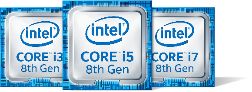 intel
CORE i3
8th Gen
intel
CORE i5
8th Gen
intel
CORE i7
8th Gen